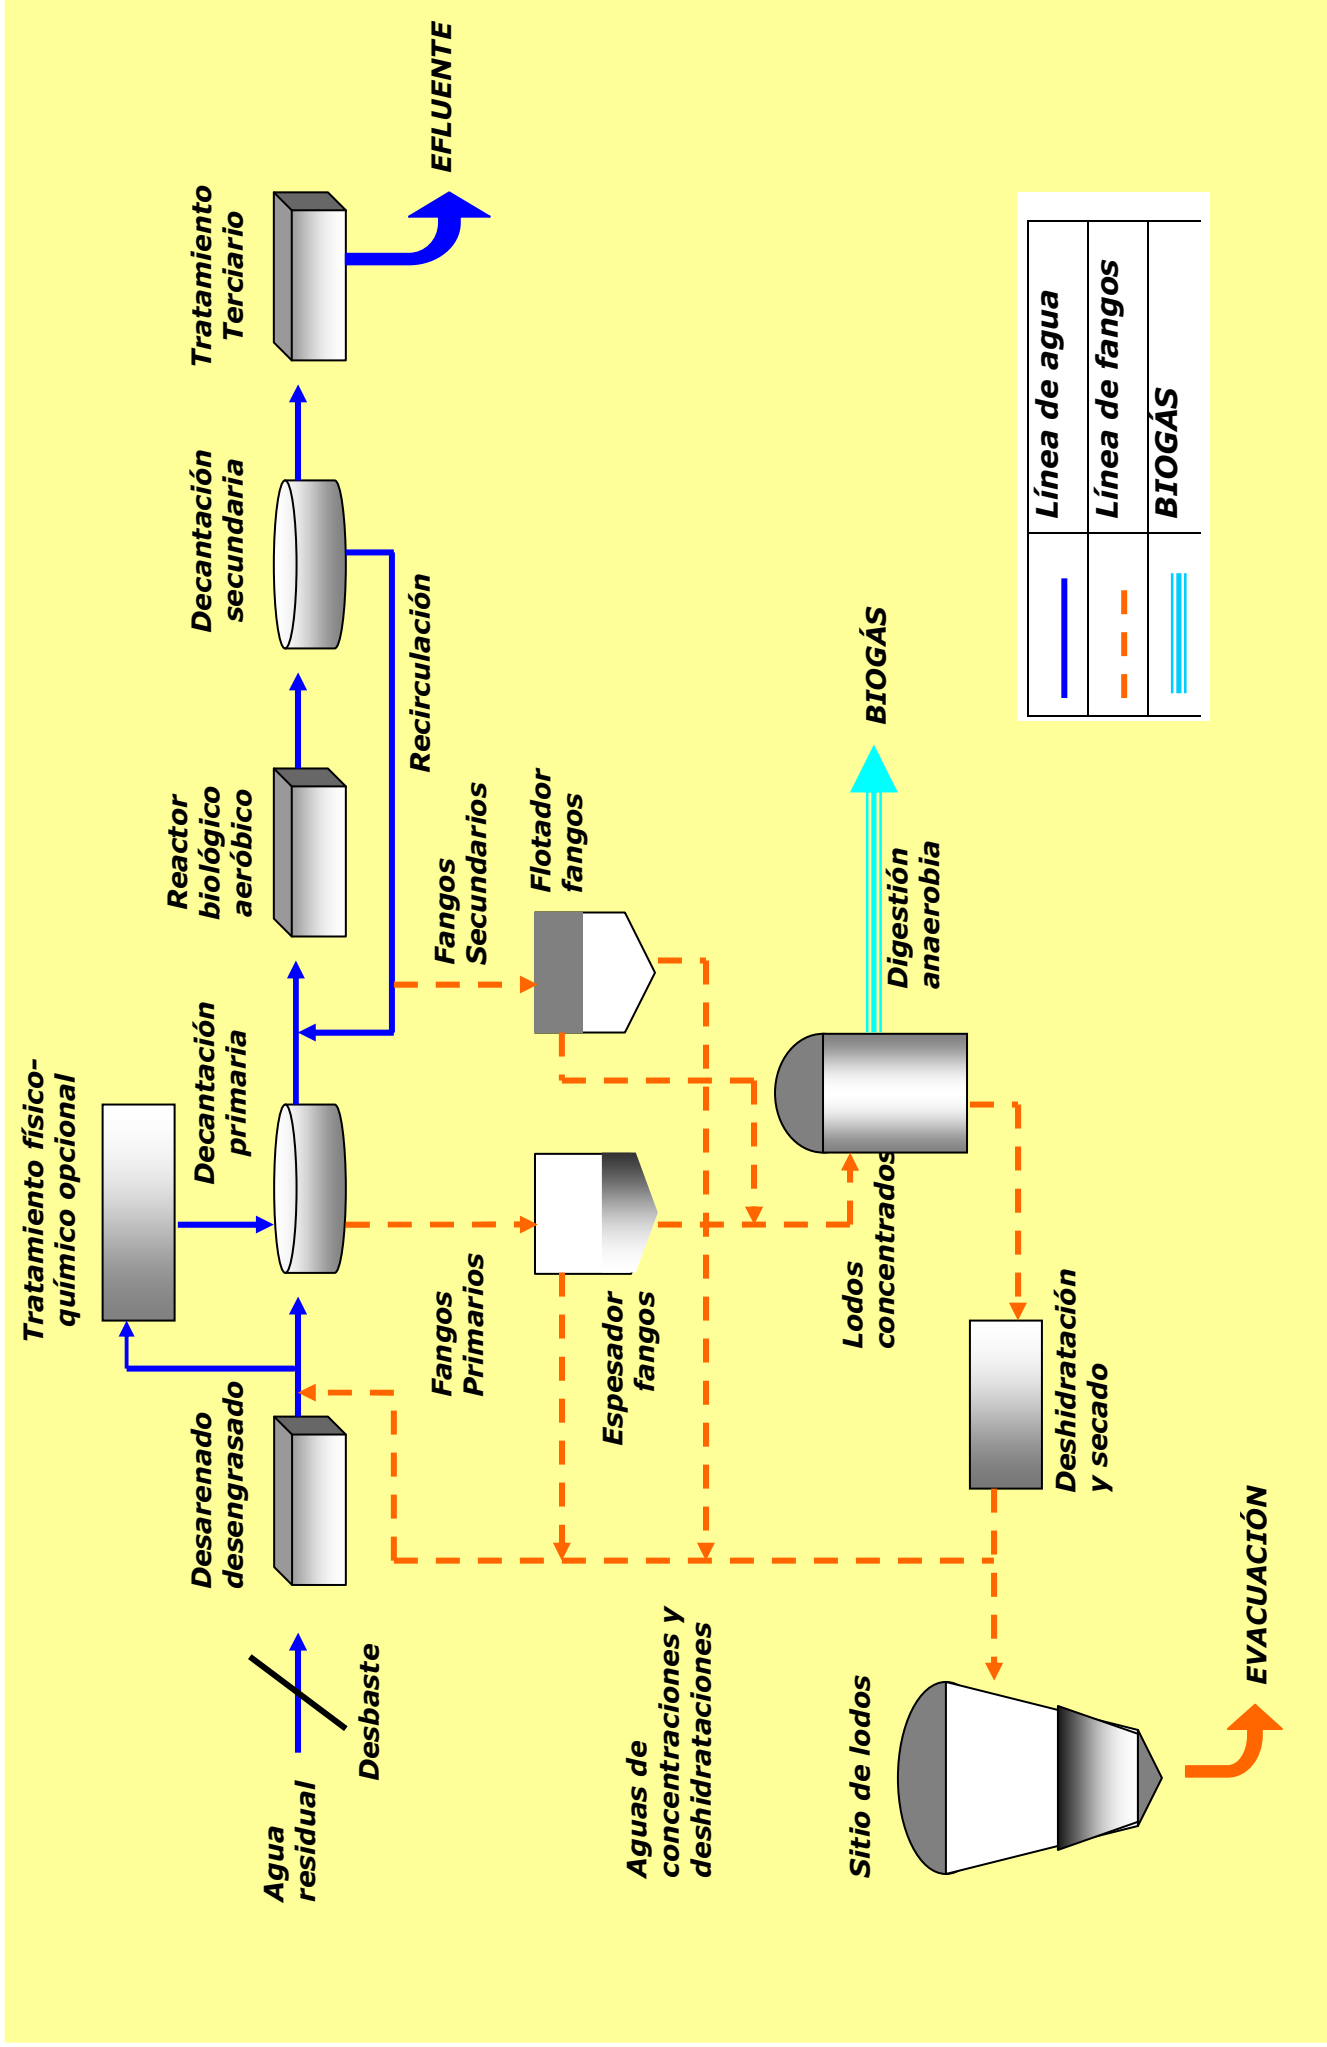 Tratamiento físico-
químico opcional
Agua
residual
Desbaste
Desarenado
desengrasado
Decantación
primaria
Reactor
biológico
aeróbico
Decantación
secundaria
Tratamiento
Terciario
EFLUENTE
Recirculación
Fangos
Primarios
Fangos
Secundarios
Espesador
fangos
Flotador
fangos
Aguas de
concentraciones y
deshidrataciones
Lodos
concentrados
Digestión
anaerobia
BIOGÁS
Sitio de lodos
Deshidratación
y secado
EVACUACIÓN
Línea de agua
Línea de fangos
BIOGÁS